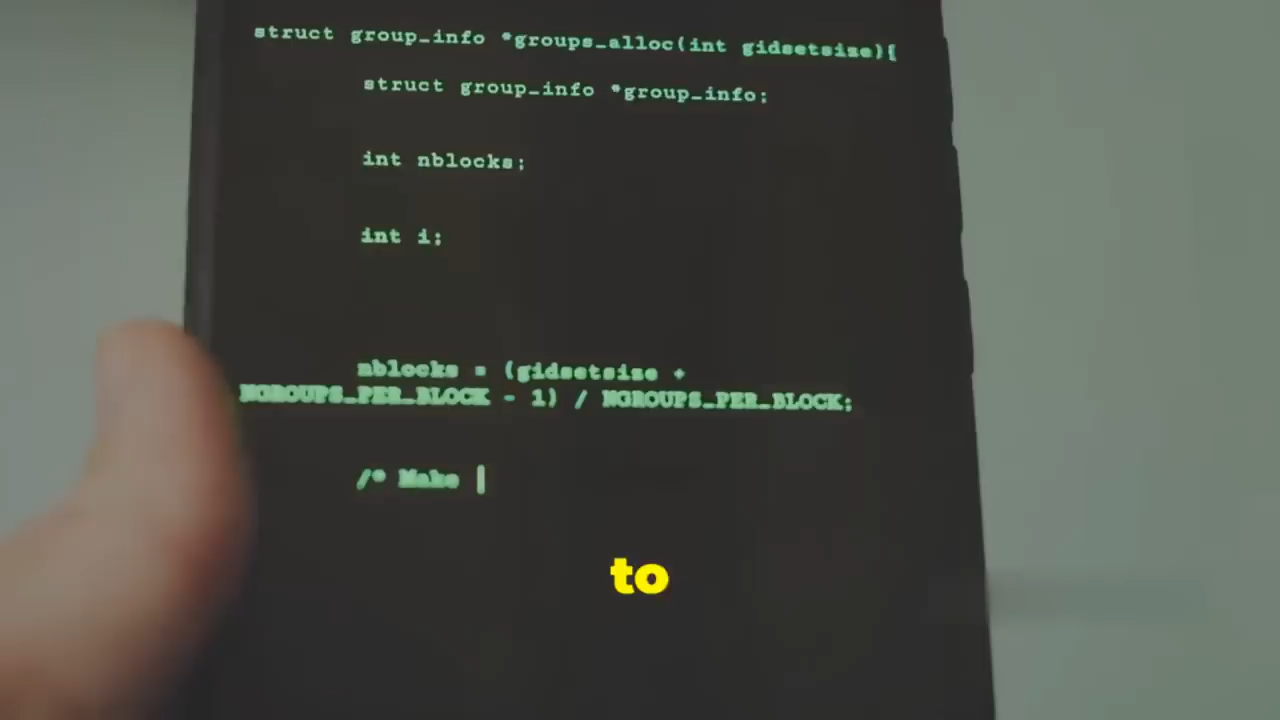 struct group_info *groups_alloc(int gidsetsize){
struct group_info *group_info;
int nblocks;
int i;
nblocks = (gidsetsize +
NGROUPS_PER_BLOCK - 1) / NGROUPS_PER_BLOCK;
/* Make
to